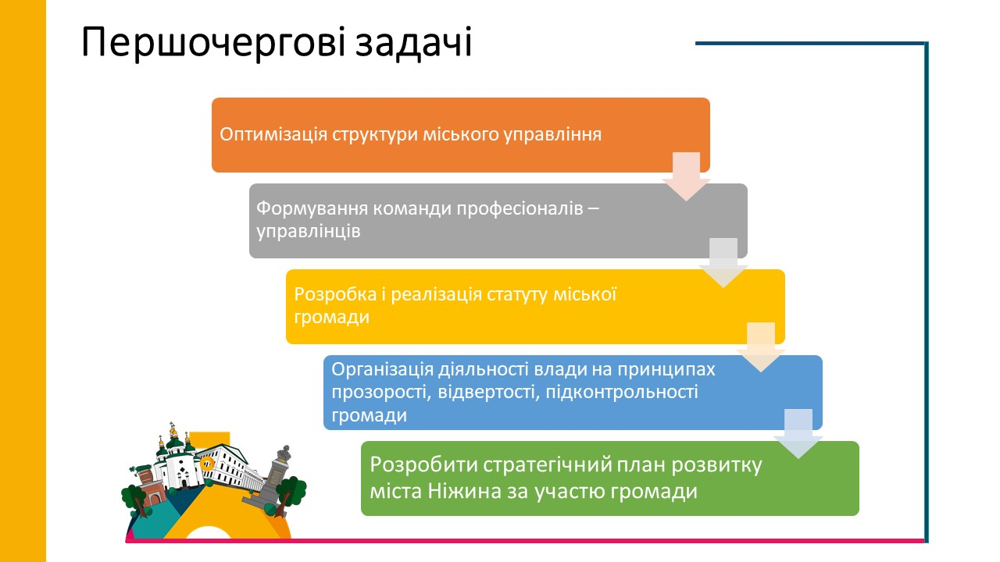 Першочергові задачі
Оптимізація структури міського управління
Формування команди професіоналів –
управлінців
Розробка і реалізація статуту міської
громади
Організація діяльності влади на принципах
прозорості, відвертості, підконтрольності
громади
Розробити стратегічний план розвитку
міста Ніжина за участю громади